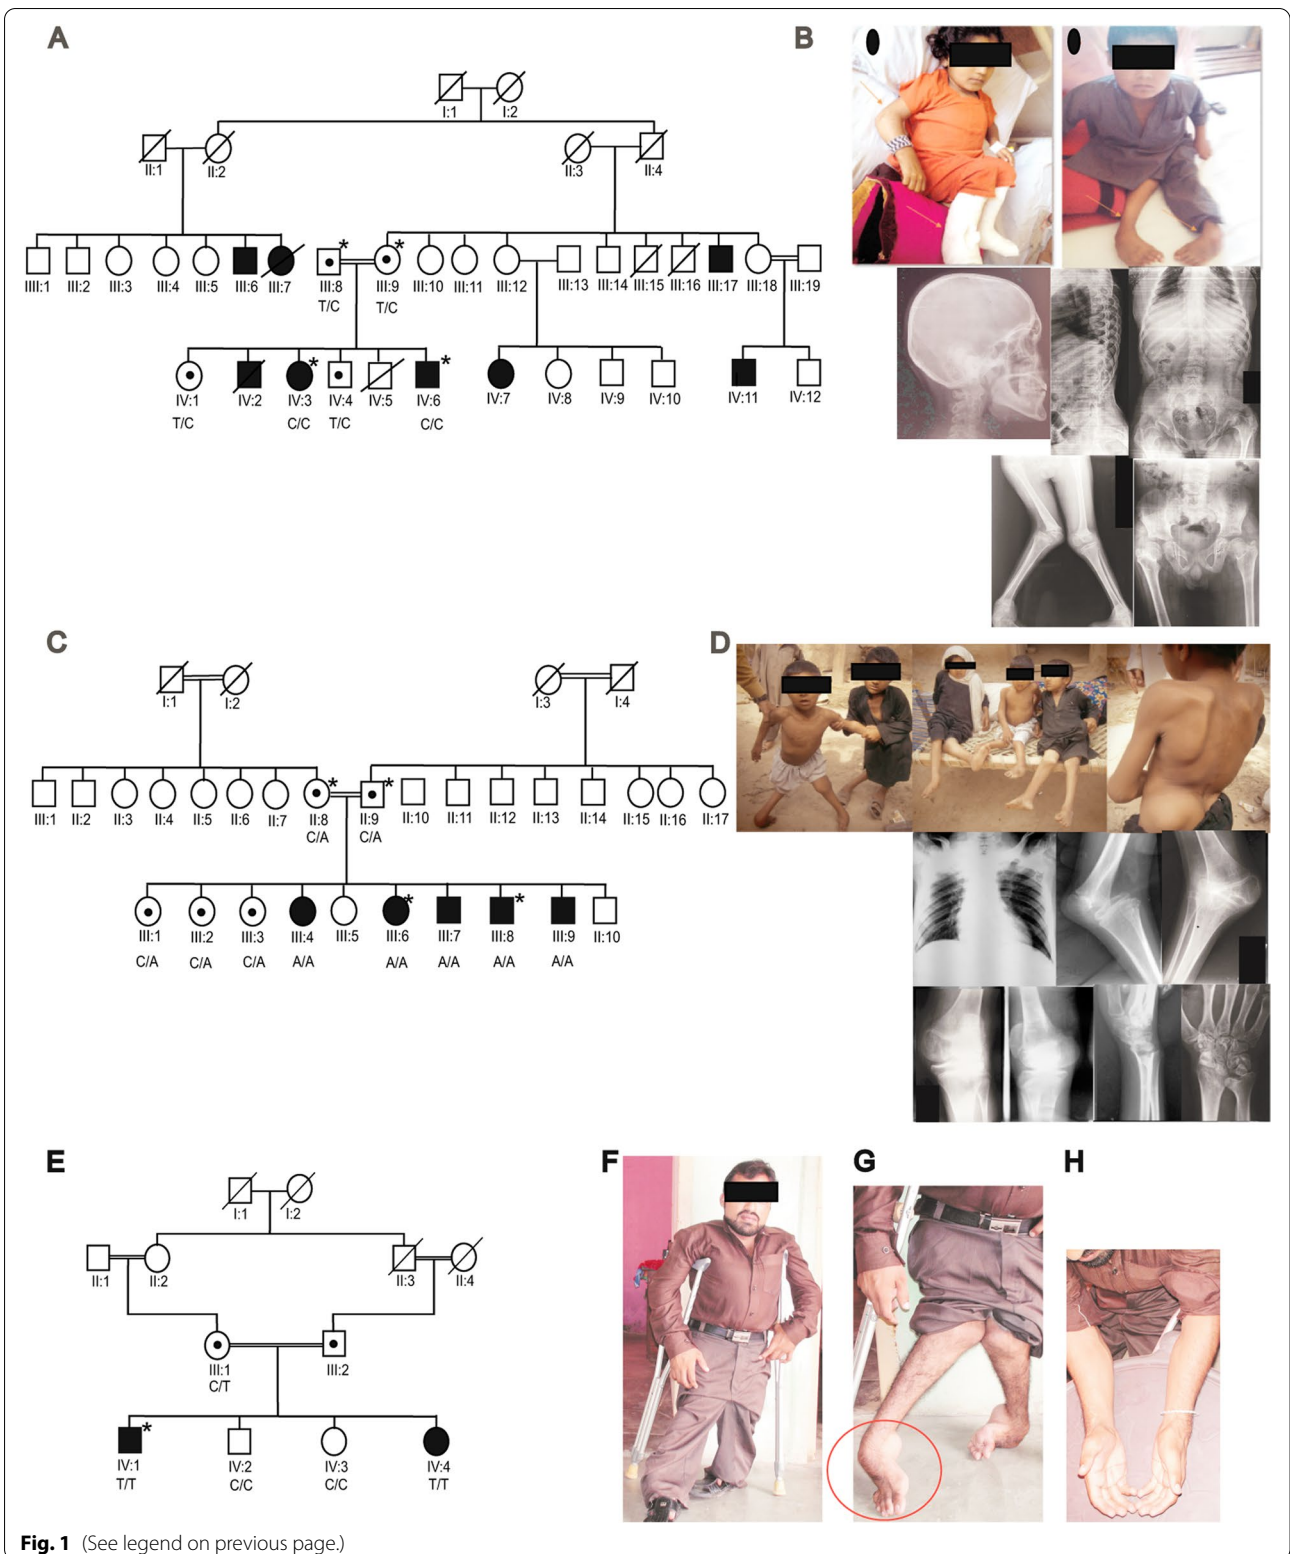 A
B
I:1 I:2
II:1 II:2 II:3 II:4
IIII:1 III:2 III:3 III:4 III:5 III:6 III:7 III:8 III:9 III:10 III:11 III:12 III:13 III:14 III:15 III:16 III:17 III:18 III:19
* *
T/C T/C
* *
IV:1 IV:2 IV:3 IV:4 IV:5 IV:6 IV:7 IV:8 IV:9 IV:10 IV:11 IV:12
T/C C/C T/C C/C
C
D
I:1 I:2 I:3 I:4
* *
III:1 II:2 II:3 II:4 II:5 II:6 II:7 II:8 II:9 II:10 II:11 II:12 II:13 II:14 II:15 II:16 II:17
C/A C/A
* *
III:1 III:2 III:3 III:4 III:5 III:6 III:7 III:8 III:9 II:10
C/A C/A C/A A/A A/A A/A A/A A/A
E
F
G
H
I:1 I:2
II:1 II:2 II:3 II:4
III:1 III:2
C/T
*
IV:1 IV:2 IV:3 IV:4
T/T C/C C/C T/T
Fig. 1 (See legend on previous page.)